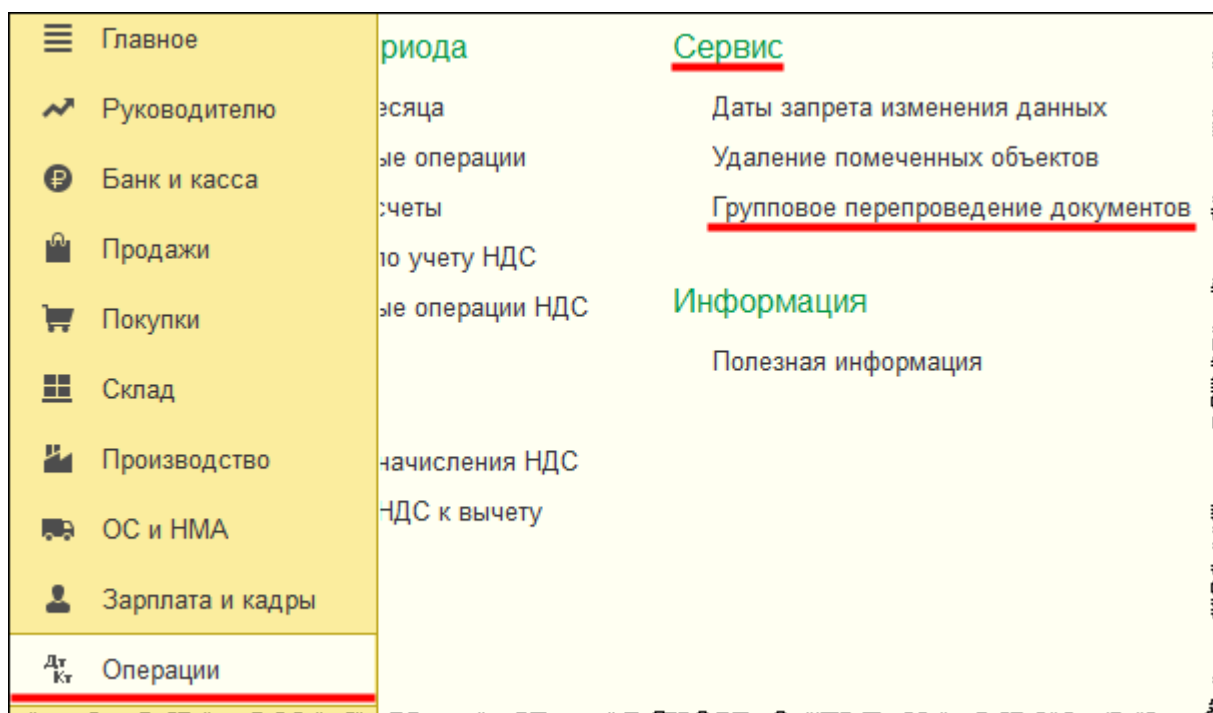 Главное
Руководителю
Банк и касса
Продажи
Покупки
Склад
Производство
ОС и НМА
Зарплата и кадры
Дт Кт Операции
риода
есяца
ые операции
счеты
по учету НДС
ые операции НДС
начисления НДС
НДС к вычету
Сервис
Даты запрета изменения данных
Удаление помеченных объектов
Групповое перепроведение документов
Информация
Полезная информация